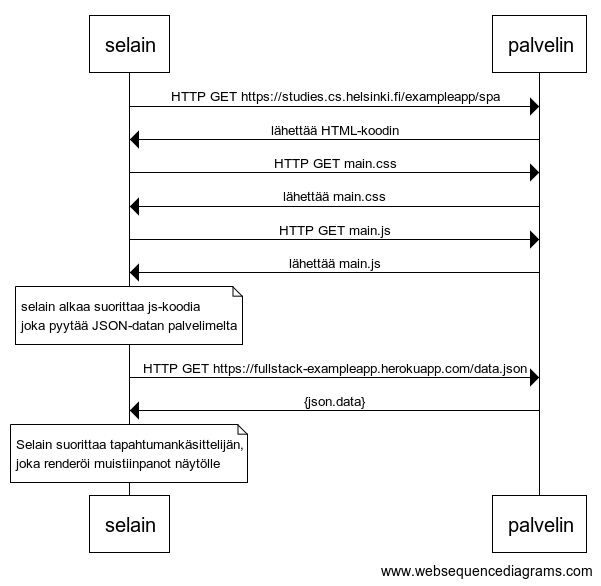 selain
palvelin
HTTP GET https://studies.cs.helsinki.fi/exampleapp/spa
lähettää HTML-koodin
HTTP GET main.css
lähettää main.css
HTTP GET main.js
lähettää main.js
selain alkaa suorittaa js-koodia
joka pyytää JSON-datan palvelimelta
HTTP GET https://fullstack-exampleapp.herokuapp.com/data.json
{json.data}
Selain suorittaa tapahtumankäsittelijän,
joka renderöi muistiinpanot näytölle
selain
palvelin
www.websequencediagrams.com